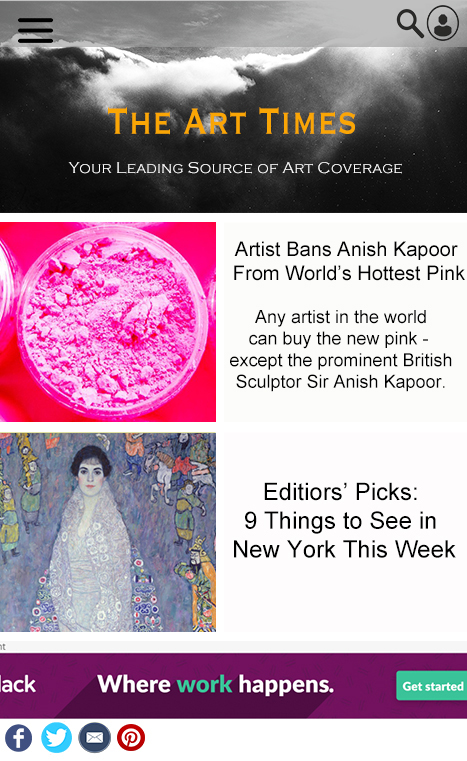 THE ART TIMES
YOUR LEADING SOURCE OF ART COVERAGE
Artist Bans Anish Kapoor
From World's Hottest Pink
Any artist in the world
can buy the new pink -
except the prominent British
Sculptor Sir Anish Kapoor.
Editiors' Picks:
9 Things to See in
New York This Week
nt
lack
Where work happens.
Get started